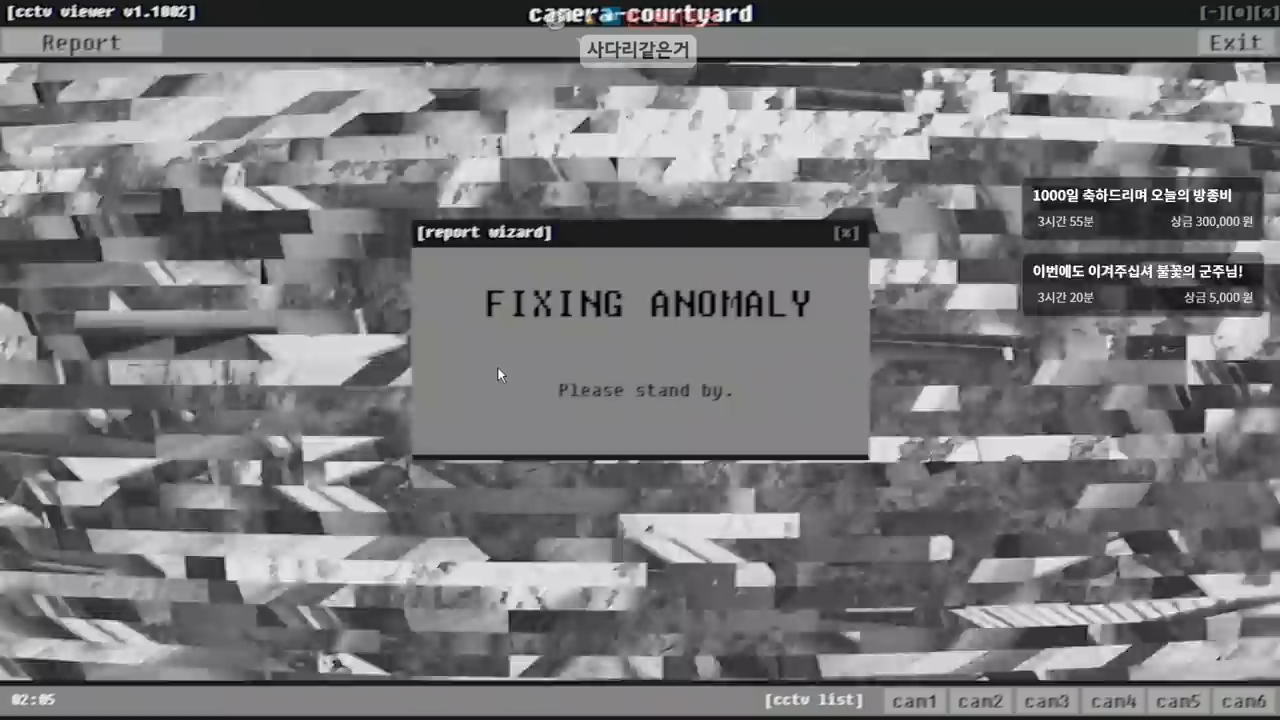 [cctv viewer v1.1002]
camera-courtyard
[-][o][x]
Report
사다리같은거
Exit
1000일 축하드리며 오늘의 방종비
3시간 55분
상금 300,000 원
이번에도 이겨주십셔 불꽃의 군주님!
3시간 20분
상금 5,000 원
[report wizard]
[x]
FIXING ANOMALY
Please stand by.
02:05
[cctv list]
cam1
cam2
cam3
cam4
cam5
cam6